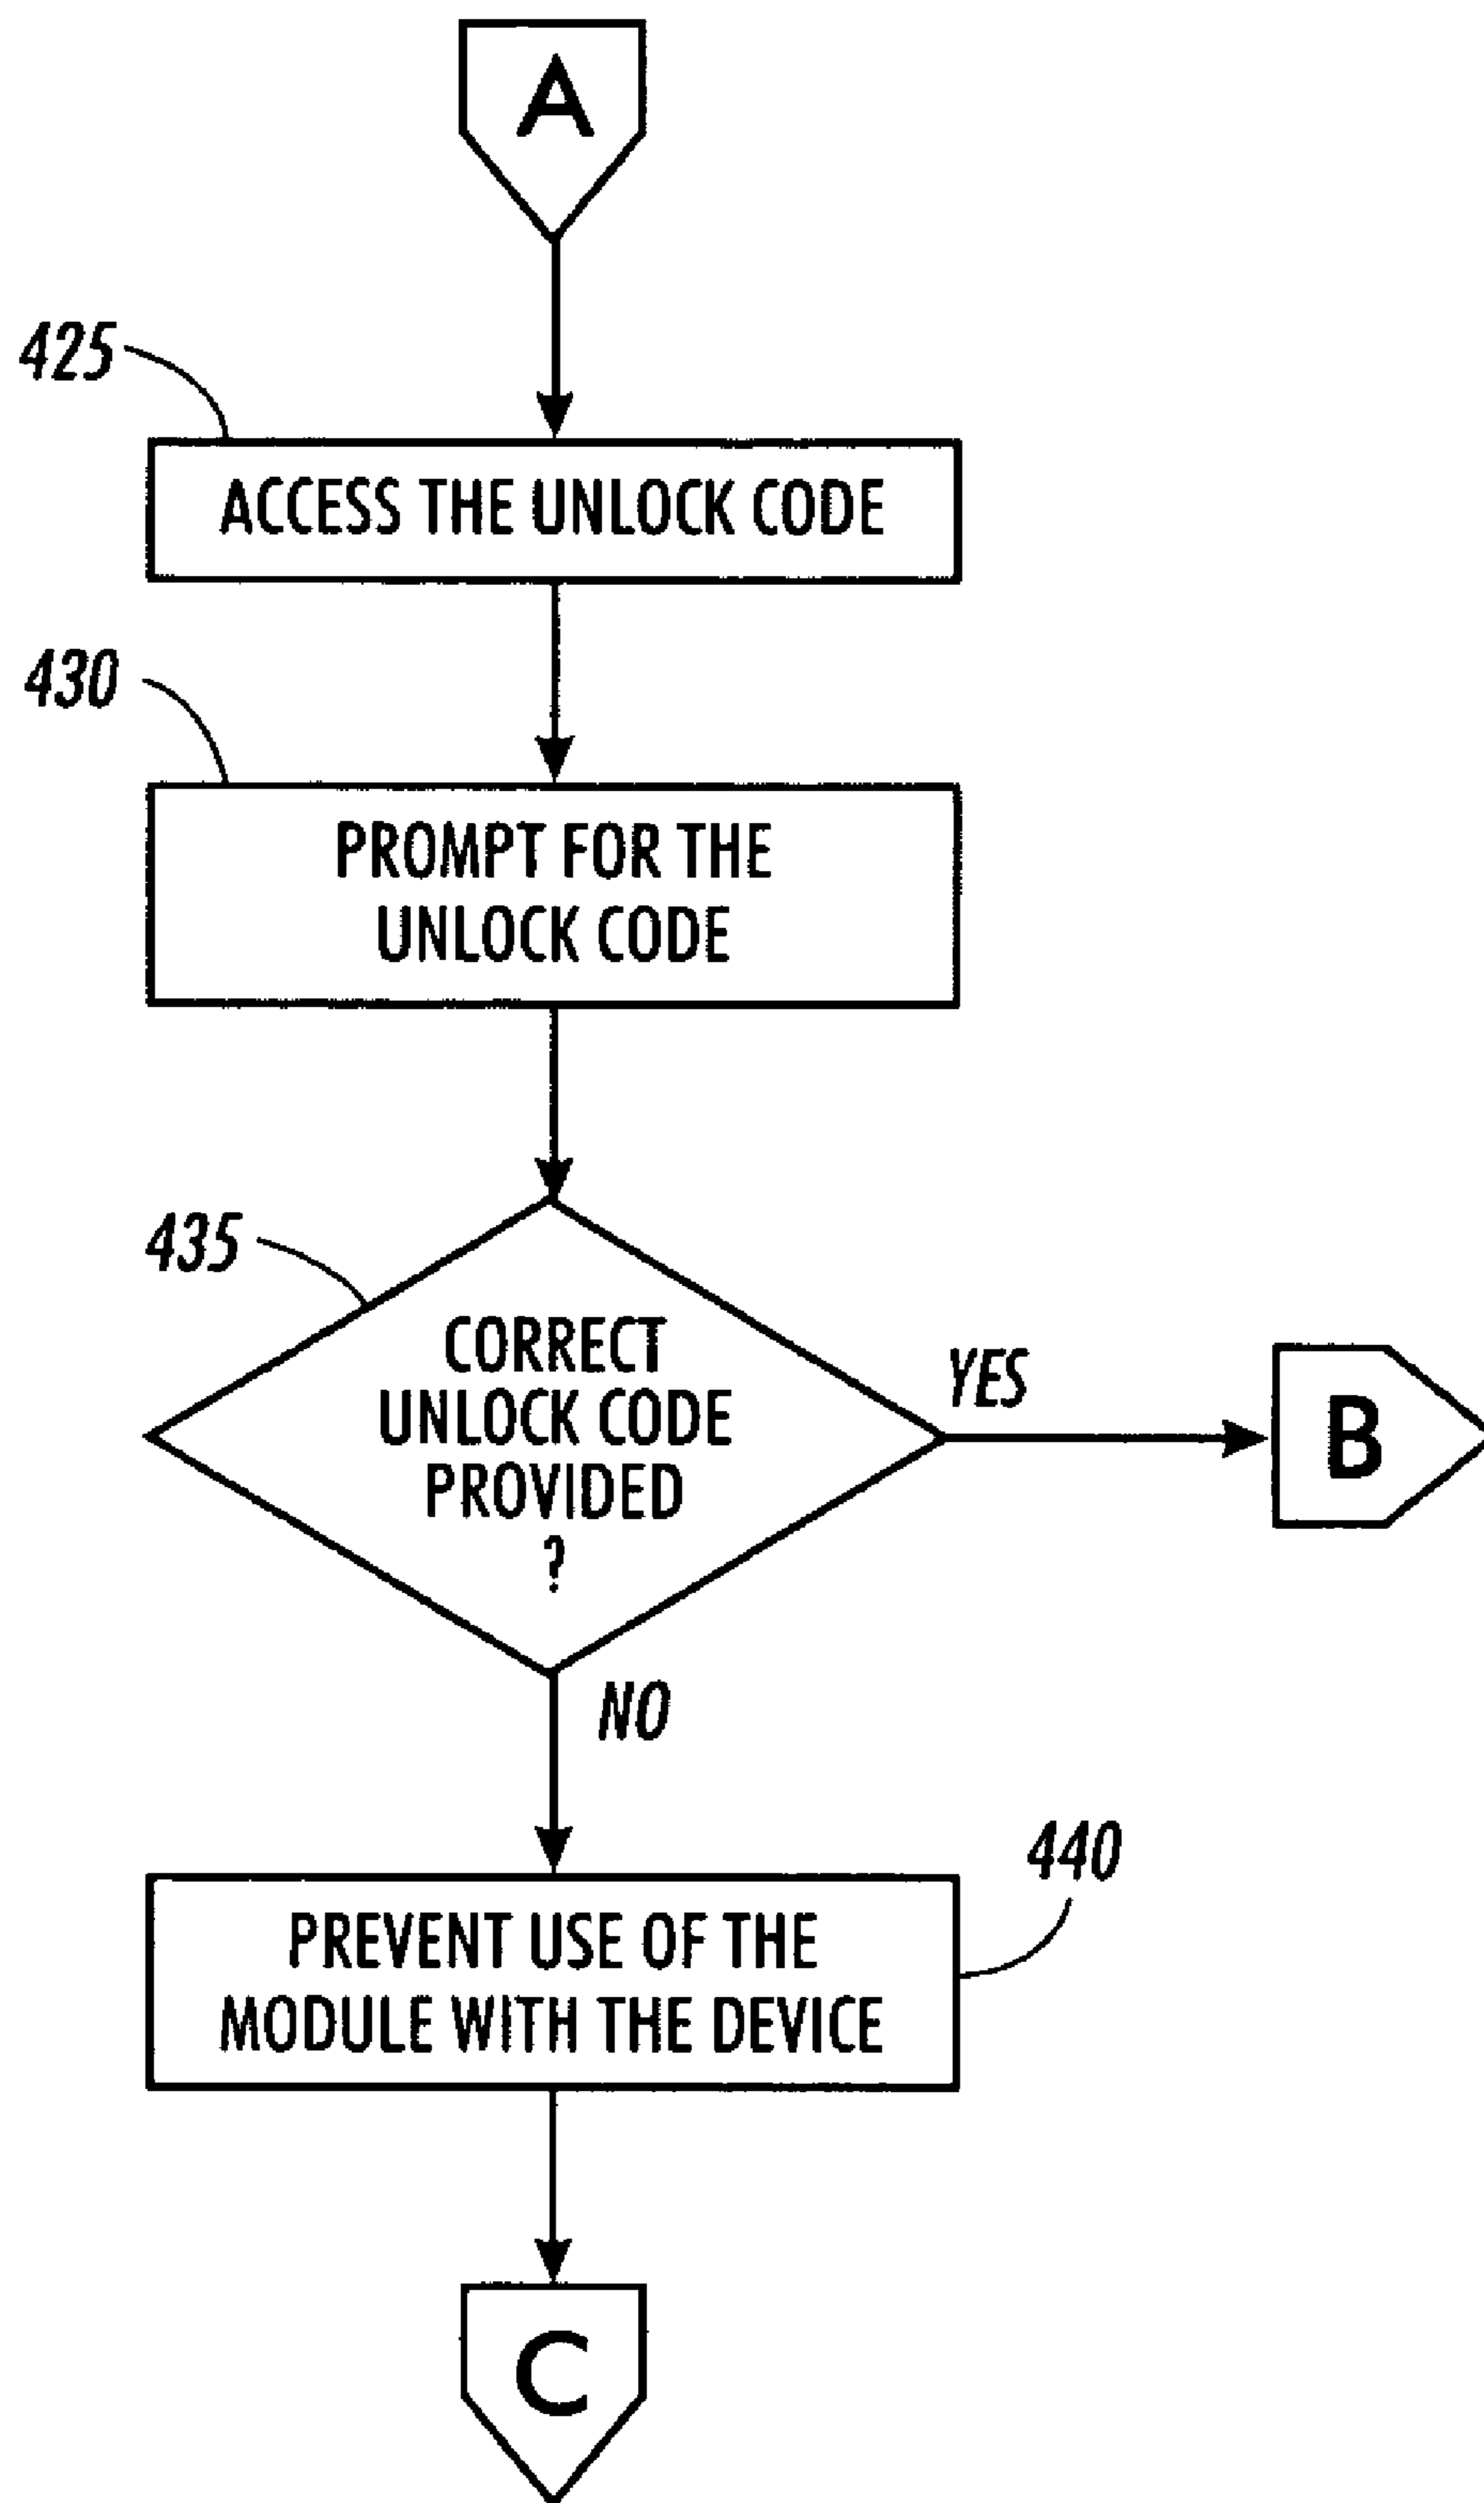 A
425
ACCESS THE UNLOCK CODE
430
PROMPT FOR THE
UNLOCK CODE
435
CORRECT
UNLOCK CODE
PROVIDED
?
YES
B
NO
440
PREVENT USE OF THE
MODULE WITH THE DEVICE
C